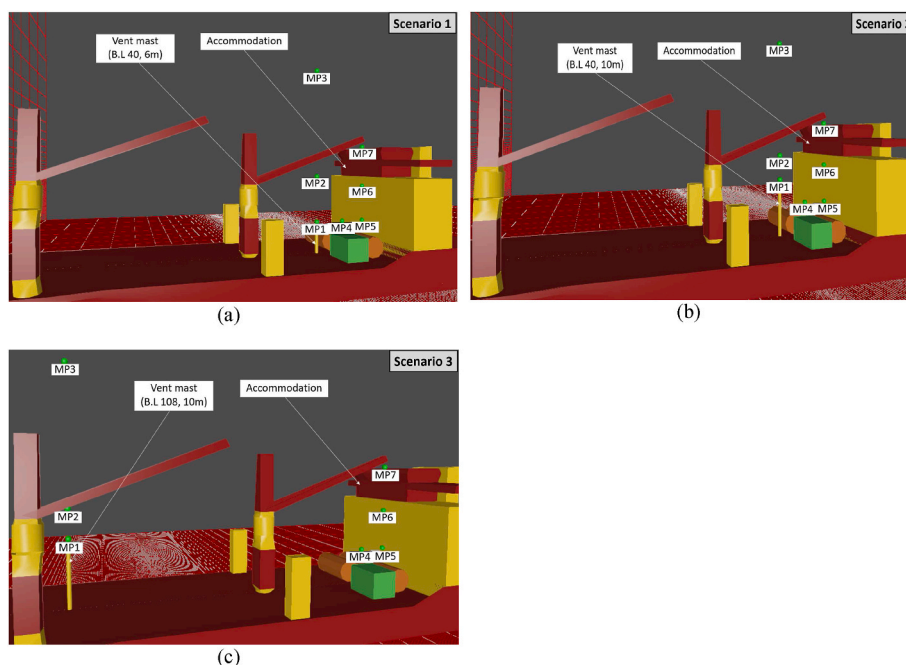 Scenario 1
Vent mast
(B.L 40, 6m)
Accommodation
MP3
MP7
MP2
MP6
MP1
MP4
MP5
(a)
Scenario
Vent mast
(B.L 40, 10m)
Accommodation
MP3
MP7
MP2
MP6
MP1
MP4
MP5
(b)
Scenario 3
Vent mast
(B.L 108, 10m)
Accommodation
MP3
MP7
MP2
MP6
MP1
MP4
MP5
(c)